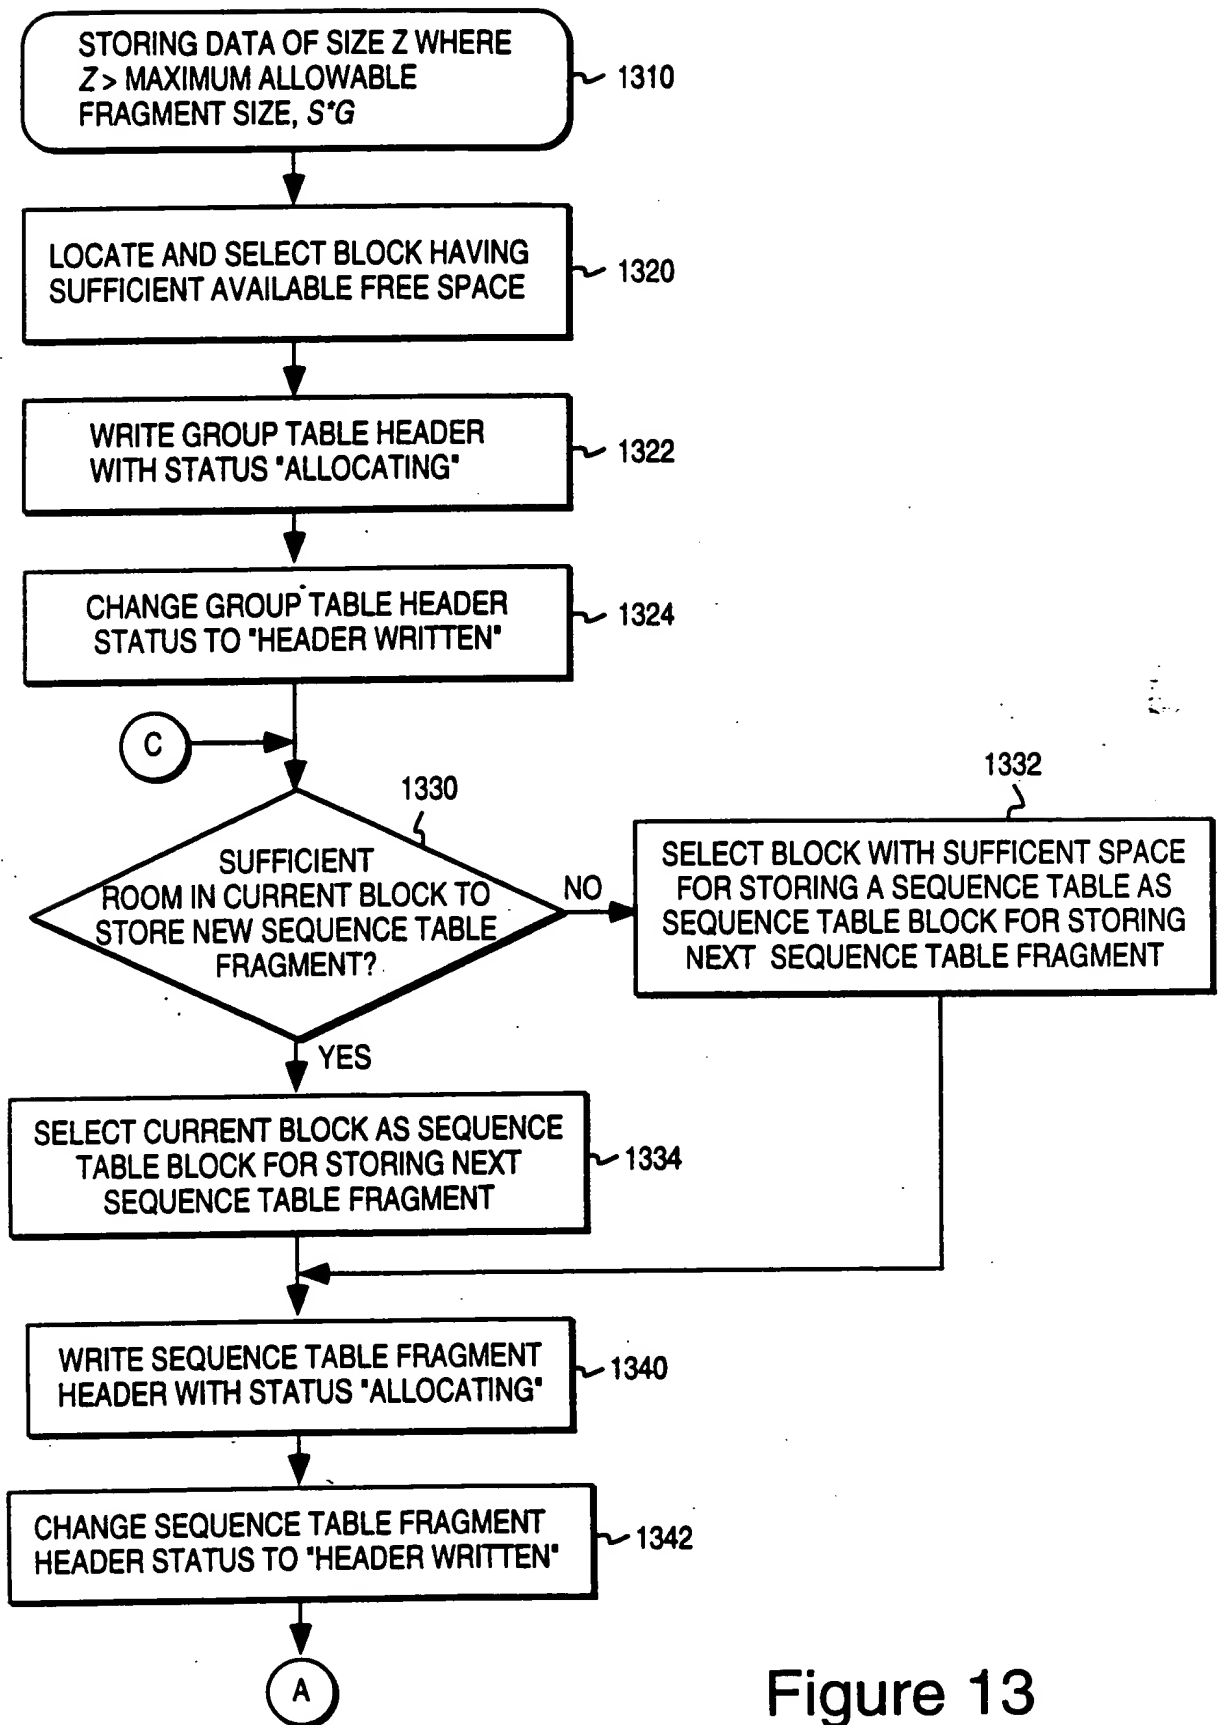 STORING DATA OF SIZE Z WHERE
Z > MAXIMUM ALLOWABLE
FRAGMENT SIZE, S*G
1310
LOCATE AND SELECT BLOCK HAVING
SUFFICIENT AVAILABLE FREE SPACE
1320
WRITE GROUP TABLE HEADER
WITH STATUS "ALLOCATING"
1322
CHANGE GROUP TABLE HEADER
STATUS TO "HEADER WRITTEN"
1324
C
1330
SUFFICIENT
ROOM IN CURRENT BLOCK TO
STORE NEW SEQUENCE TABLE
FRAGMENT?
NO
1332
SELECT BLOCK WITH SUFFICENT SPACE
FOR STORING A SEQUENCE TABLE AS
SEQUENCE TABLE BLOCK FOR STORING
NEXT SEQUENCE TABLE FRAGMENT
YES
SELECT CURRENT BLOCK AS SEQUENCE
TABLE BLOCK FOR STORING NEXT
SEQUENCE TABLE FRAGMENT
1334
WRITE SEQUENCE TABLE FRAGMENT
HEADER WITH STATUS "ALLOCATING"
1340
CHANGE SEQUENCE TABLE FRAGMENT
HEADER STATUS TO "HEADER WRITTEN"
1342
A
Figure 13